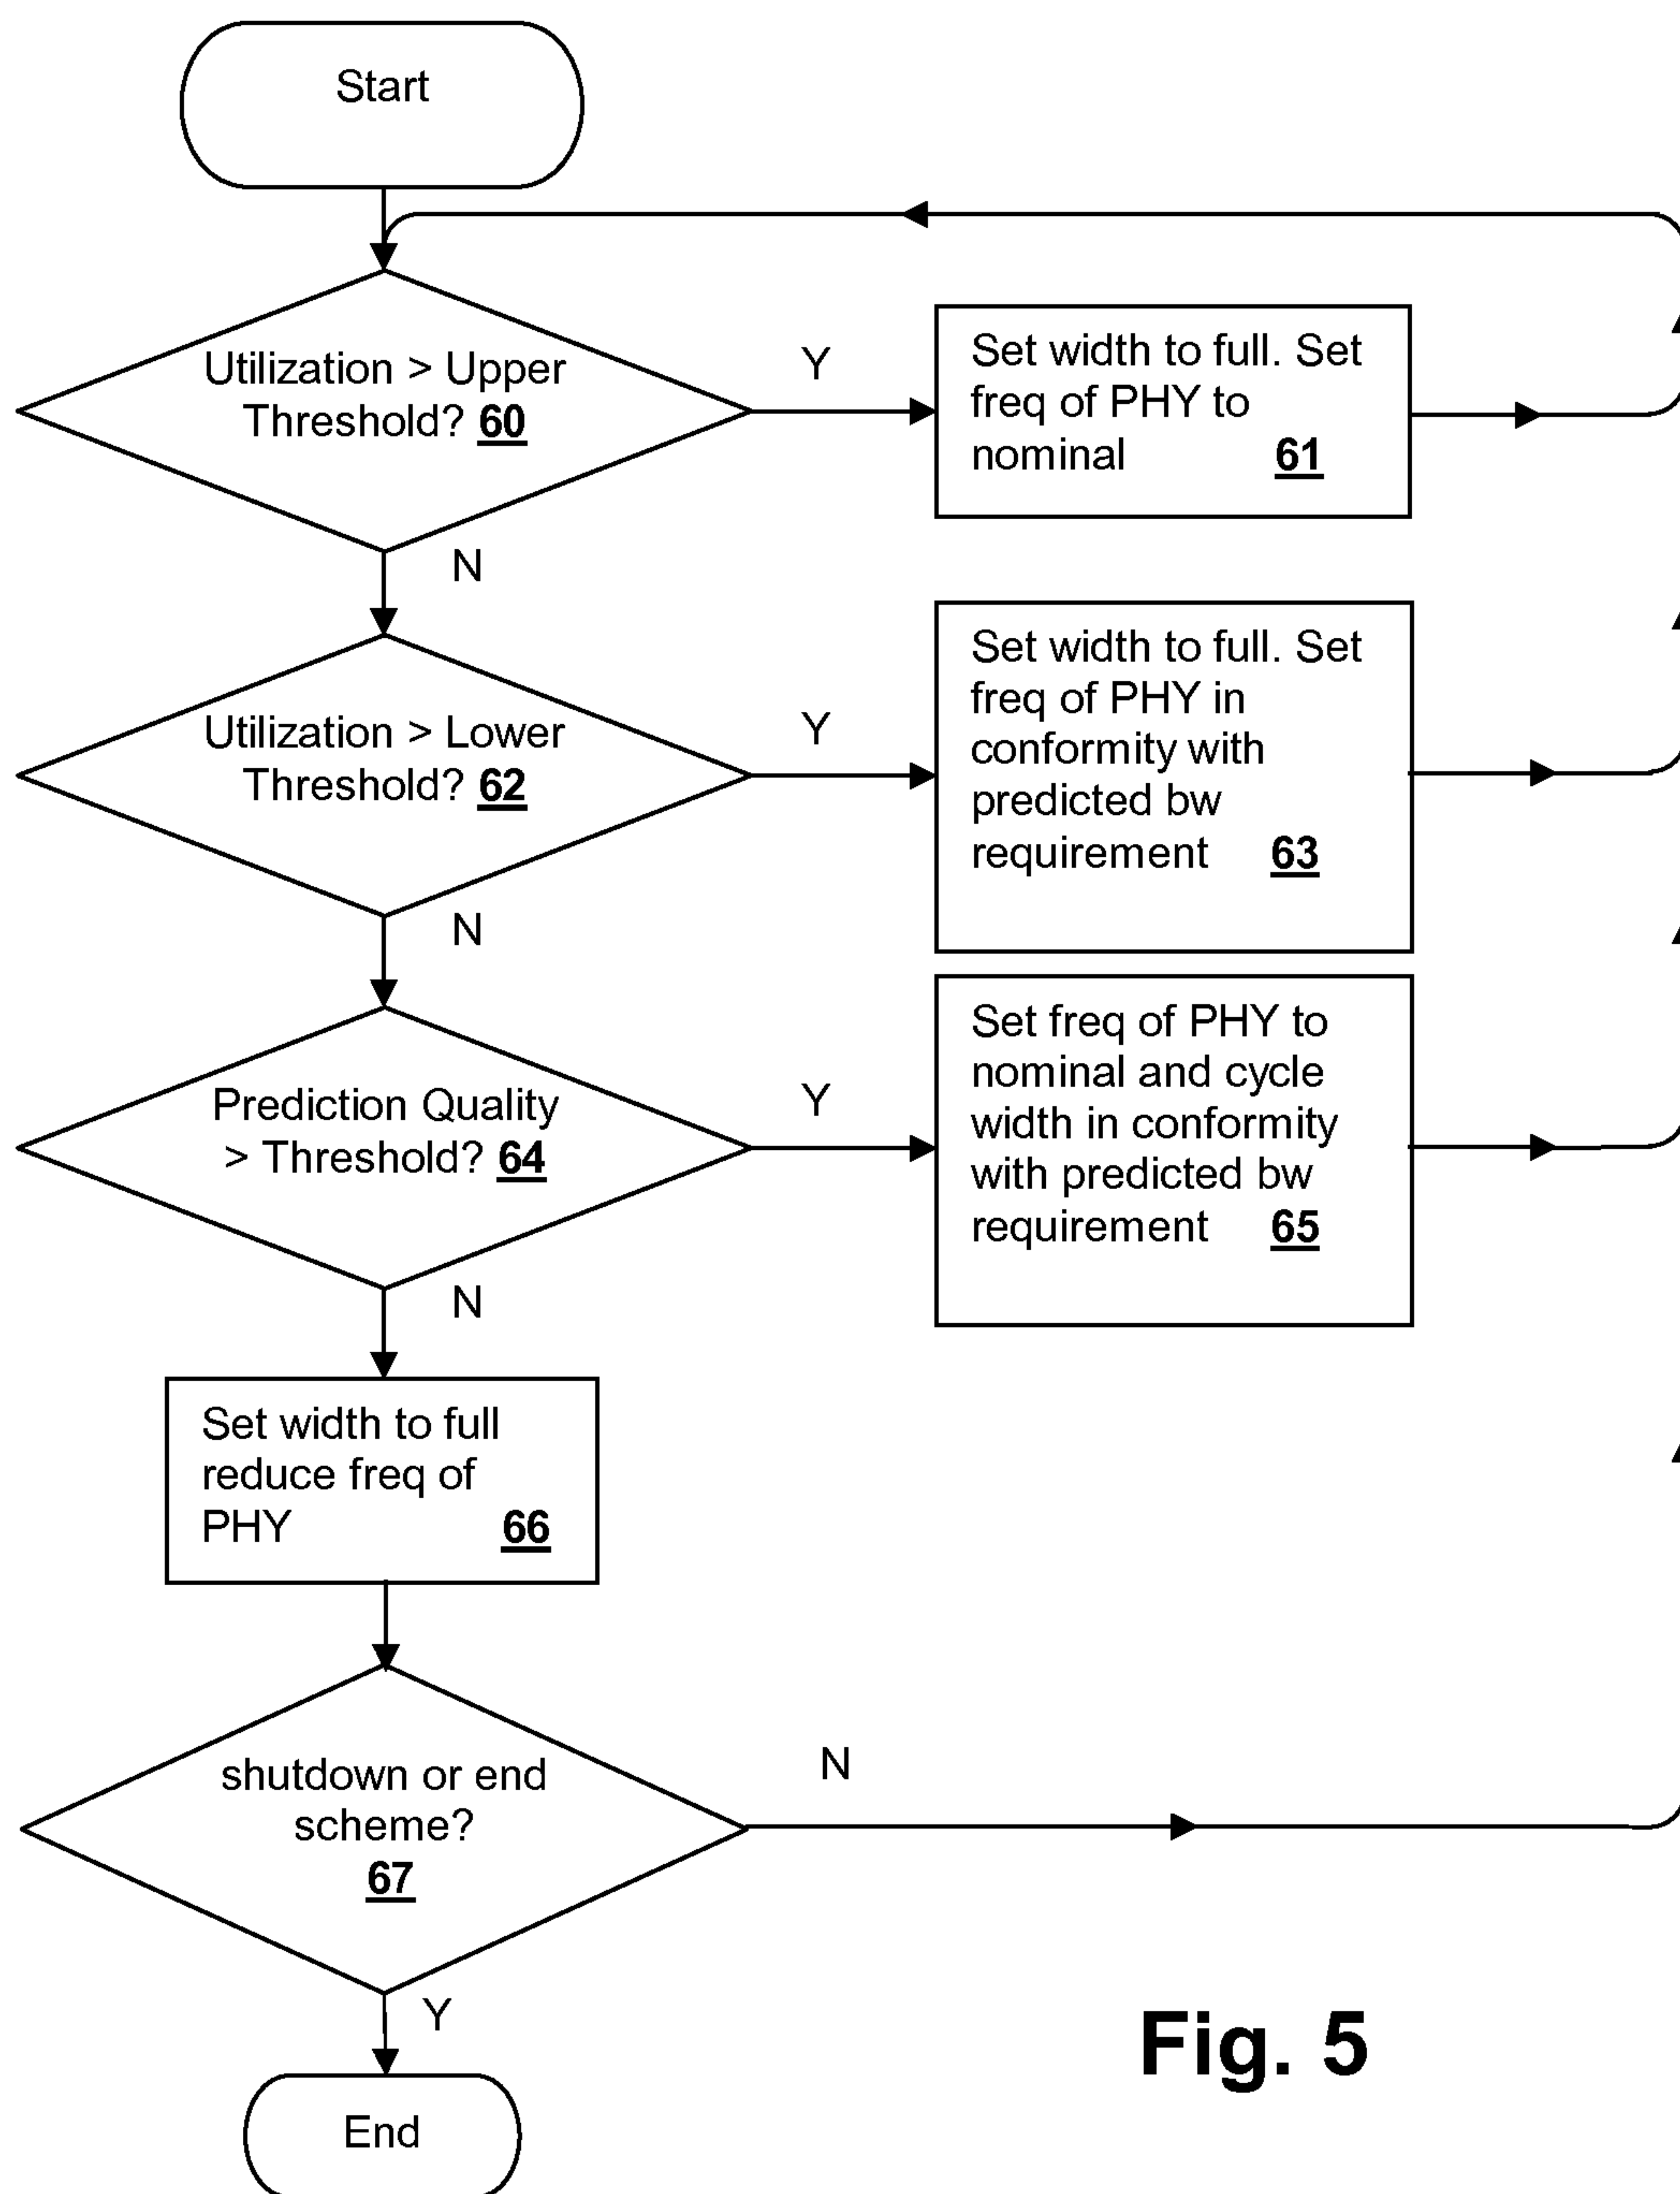 Start
Utilization > Upper
Threshold? 60
Y
Set width to full. Set
freq of PHY to
nominal 61
N
Utilization > Lower
Threshold? 62
Y
Set width to full. Set
freq of PHY in
conformity with
predicted bw
requirement 63
N
Prediction Quality
> Threshold? 64
Y
Set freq of PHY to
nominal and cycle
width in conformity
with predicted bw
requirement 65
N
Set width to full
reduce freq of
PHY 66
shutdown or end
scheme?
67
N
Y
End
Fig. 5